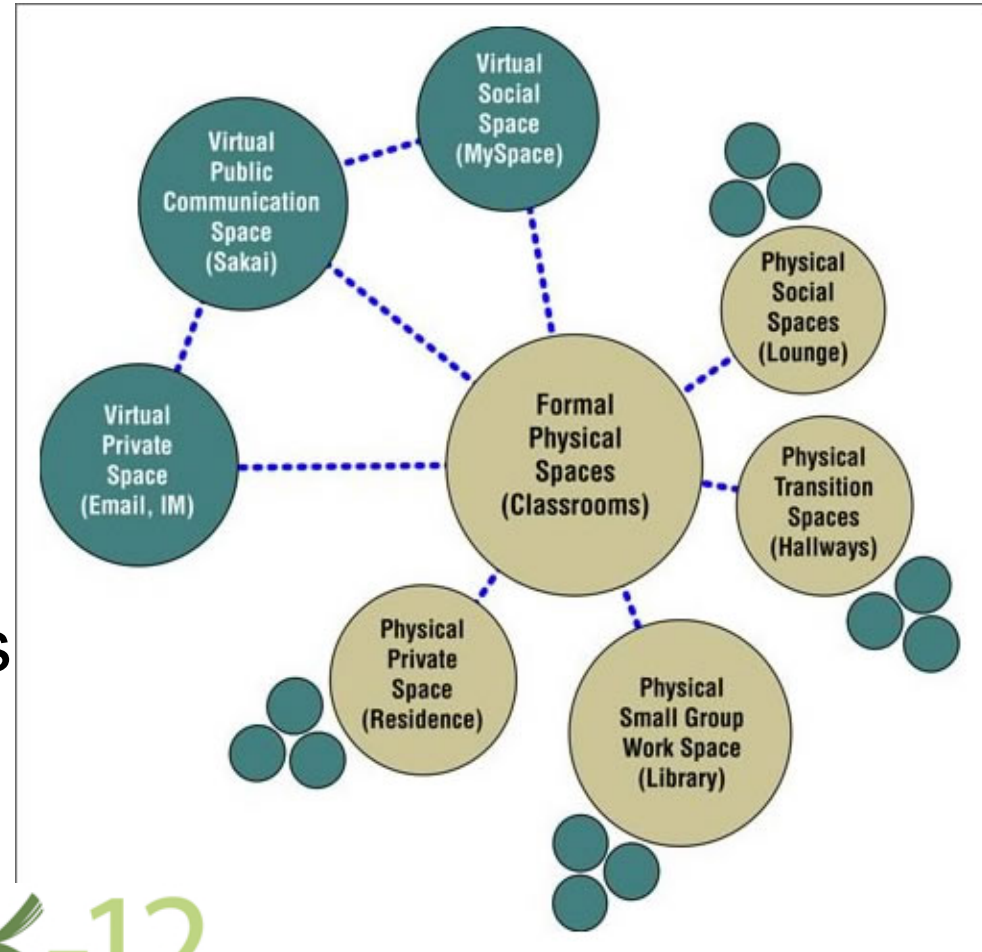 Virtual
Social
Space
(MySpace)
Virtual
Public
Communication
Space
(Sakai)
Physical
Social
Spaces
(Lounge)
Formal
Physical
Spaces
(Classrooms)
Virtual
Private
Space
(Email, IM)
Physical
Transition
Spaces
(Hallways)
Physical
Private
Space
(Residence)
Physical
Small Group
Work Space
(Library)
s
-12